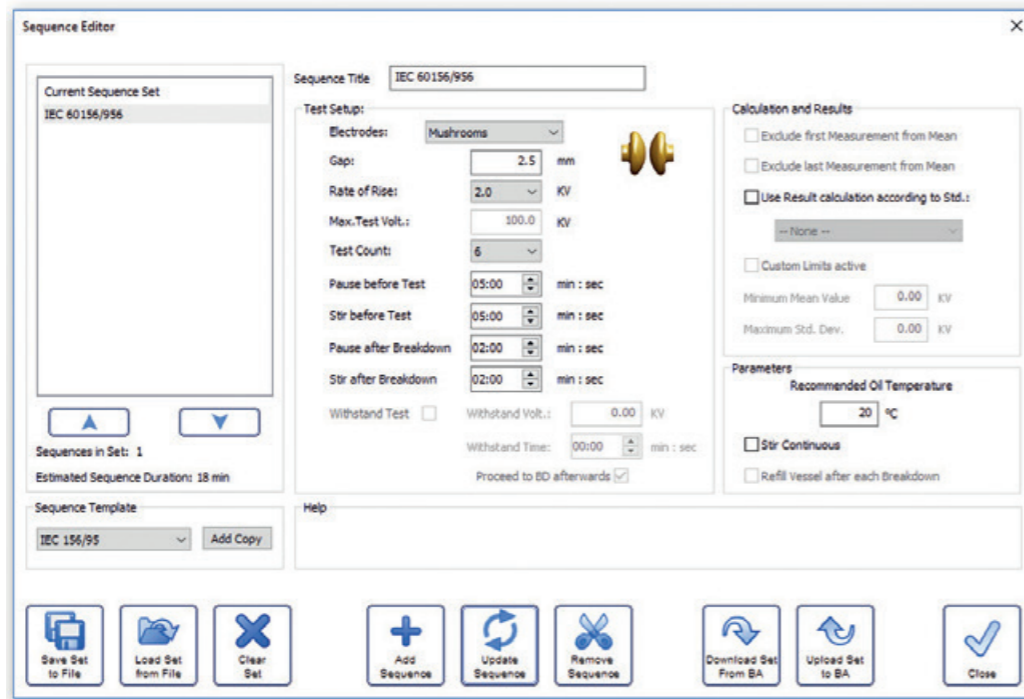 Sequence Editor
Current Sequence Set
IEC 60156/956
Sequences in Set: 1
Estimated Sequence Duration: 18 min
Sequence Template
IEC 156/95
Add Copy
Sequence Title IEC 60156/956
Test Setup:
Electrodes: Mushrooms
Gap: 2.5 mm
Rate of Rise: 2.0 KV
Max.Test Volt.: 100.0 KV
Test Count: 6
Pause before Test 05:00 min : sec
Stir before Test 05:00 min : sec
Pause after Breakdown 02:00 min : sec
Stir after Breakdown 02:00 min : sec
Withstand Test Withstand Volt.: 0.00 KV
Withstand Time: 00:00 min : sec
Proceed to BD afterwards
Calculation and Results
Exclude first Measurement from Mean
Exclude last Measurement from Mean
Use Result calculation according to Std.:
-- None --
Custom Limits active
Minimum Mean Value 0.00 KV
Maximum Std. Dev. 0.00 KV
Parameters
Recommended Oil Temperature
20 °C
Stir Continuous
Refill Vessel after each Breakdown
Help
Save Set
to File
Load Set
from File
Clear
Set
Add
Sequence
Update
Sequence
Remove
Sequence
Download Set
From BA
Upload Set
to BA
Close